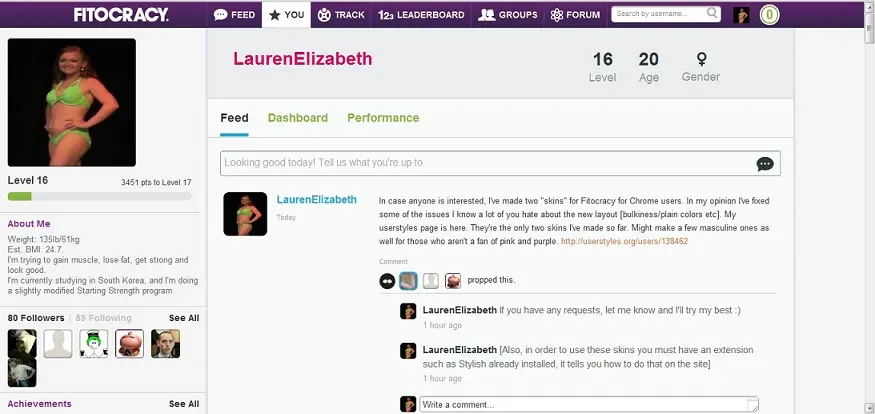 FITOCRACY.
FEED
YOU
TRACK
123 LEADERBOARD
GROUPS
FORUM
Search by username...
0
LaurenElizabeth
16
Level
20
Age
Gender
Feed
Dashboard
Performance
Level 16
3451 pts to Level 17
About Me
Weight: 135lb/61kg
Est. BMI: 24.7.
I'm trying to gain muscle, lose fat, get strong and
look good.
I'm currently studying in South Korea, and I'm doing
a slightly modified Starting Strength program
80 Followers | 59 Following
See All
Achievements
See All
Looking good today! Tell us what you're up to.
LaurenElizabeth
Today
In case anyone is interested, I've made two "skins" for Fitocracy for Chrome users. In my opinion I've fixed
some of the issues I know a lot of you hate about the new layout [bulkiness/plain colors etc]. My
userstyles page is here. They're the only two skins I've made so far. Might make a few masculine ones as
well for those who aren't a fan of pink and purple. http://userstyles.org/users/138462
Comment
propped this.
LaurenElizabeth If you have any requests, let me know and I'll try my best :)
1 hour ago
LaurenElizabeth [Also, in order to use these skins you must have an extension
such as Stylish already installed, it tells you how to do that on the site]
1 hour ago
Write a comment...